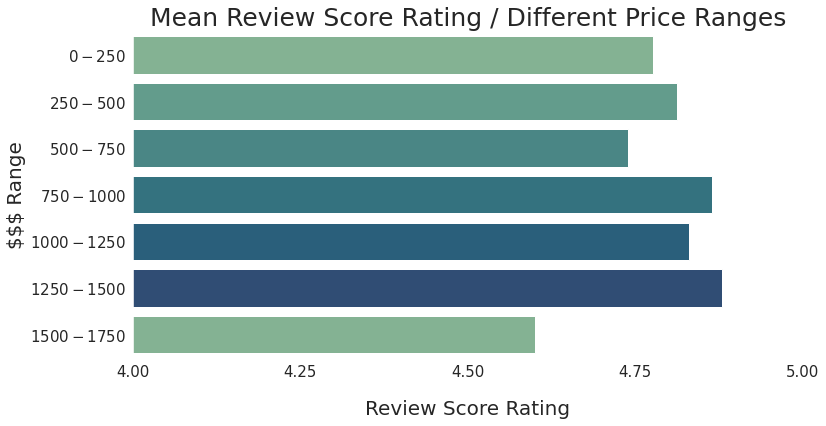 Mean Review Score Rating / Different Price Ranges
$$$ Range
0 − 250
250 − 500
500 − 750
750 − 1000
1000 − 1250
1250 − 1500
1500 − 1750
4.00 4.25 4.50 4.75 5.00
Review Score Rating